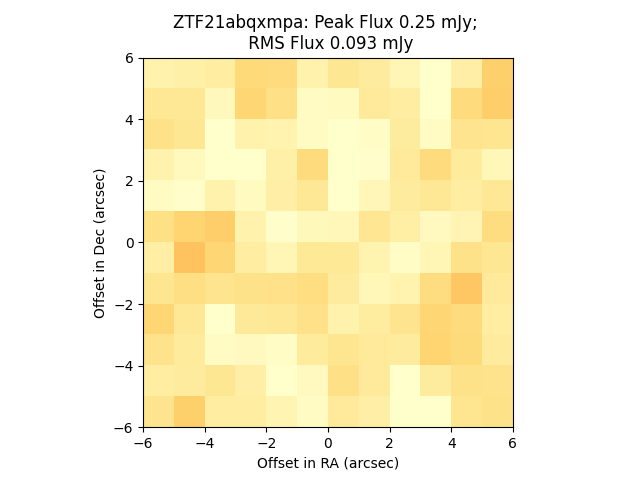 ZTF21abqxmpa: Peak Flux 0.25 mJy;
RMS Flux 0.093 mJy
6
4
2
0
−2
−4
−6
Offset in Dec (arcsec)
−6 −4 −2 0 2 4 6
Offset in RA (arcsec)